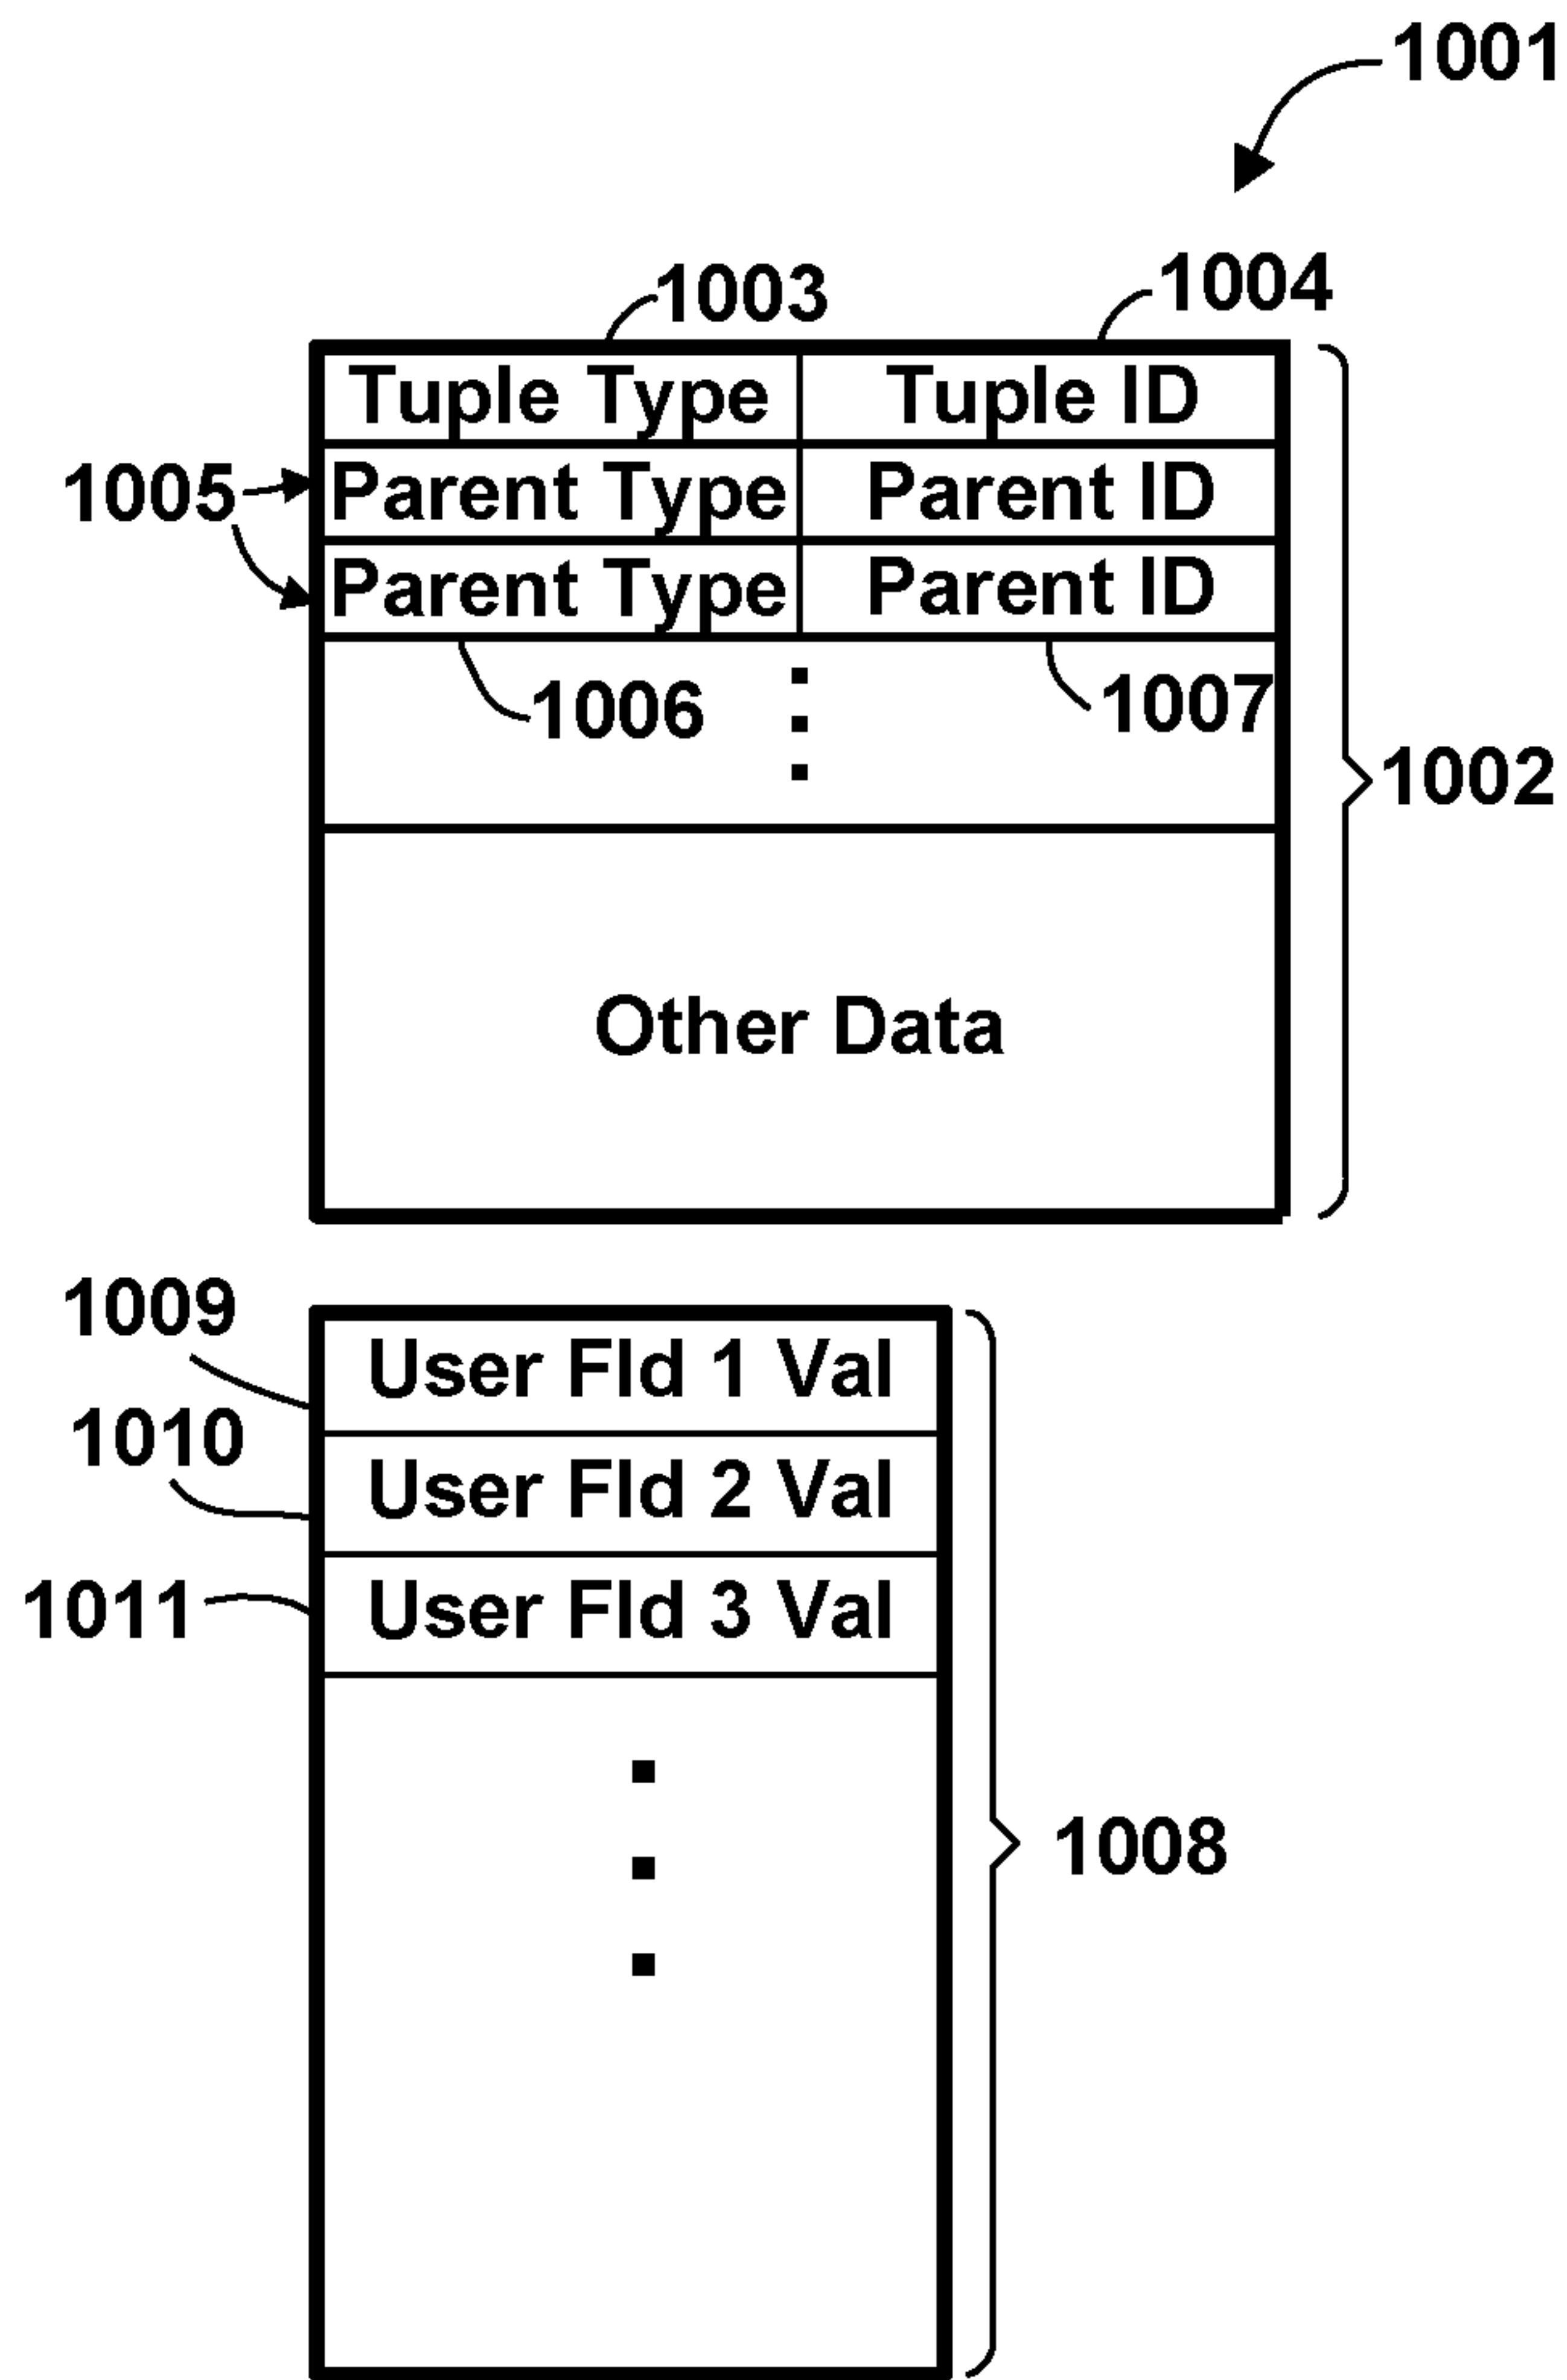 1001
1003
1004
Tuple Type Tuple ID
1005 Parent Type Parent ID
Parent Type Parent ID
1006 1007
1002
Other Data
1009
User Fld 1 Val
1010
User Fld 2 Val
1011 User Fld 3 Val
1008